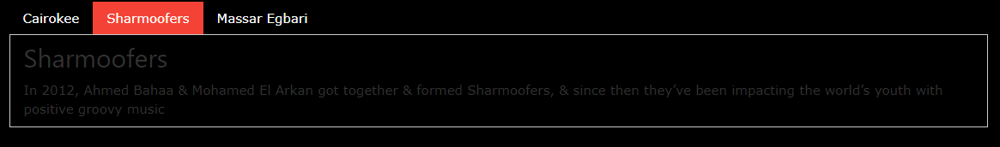 Cairokee Sharmoofers Massar Egbari
Sharmoofers
In 2012, Ahmed Bahaa & Mohamed El Arkan got together & formed Sharmoofers, & since then they’ve been impacting the world’s youth with
positive groovy music